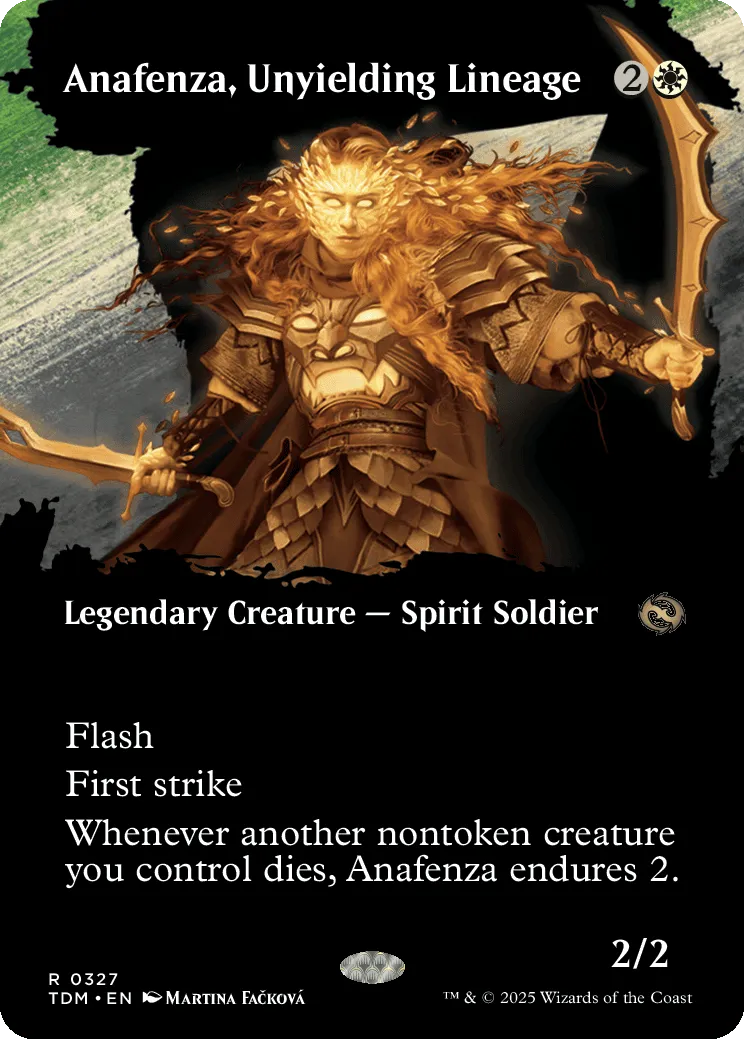 Anafenza, Unyielding Lineage 2
Legendary Creature — Spirit Soldier
Flash
First strike
Whenever another nontoken creature
you control dies, Anafenza endures 2.
2/2
R 0327
TDM • EN Martina Fačková
™ & © 2025 Wizards of the Coast